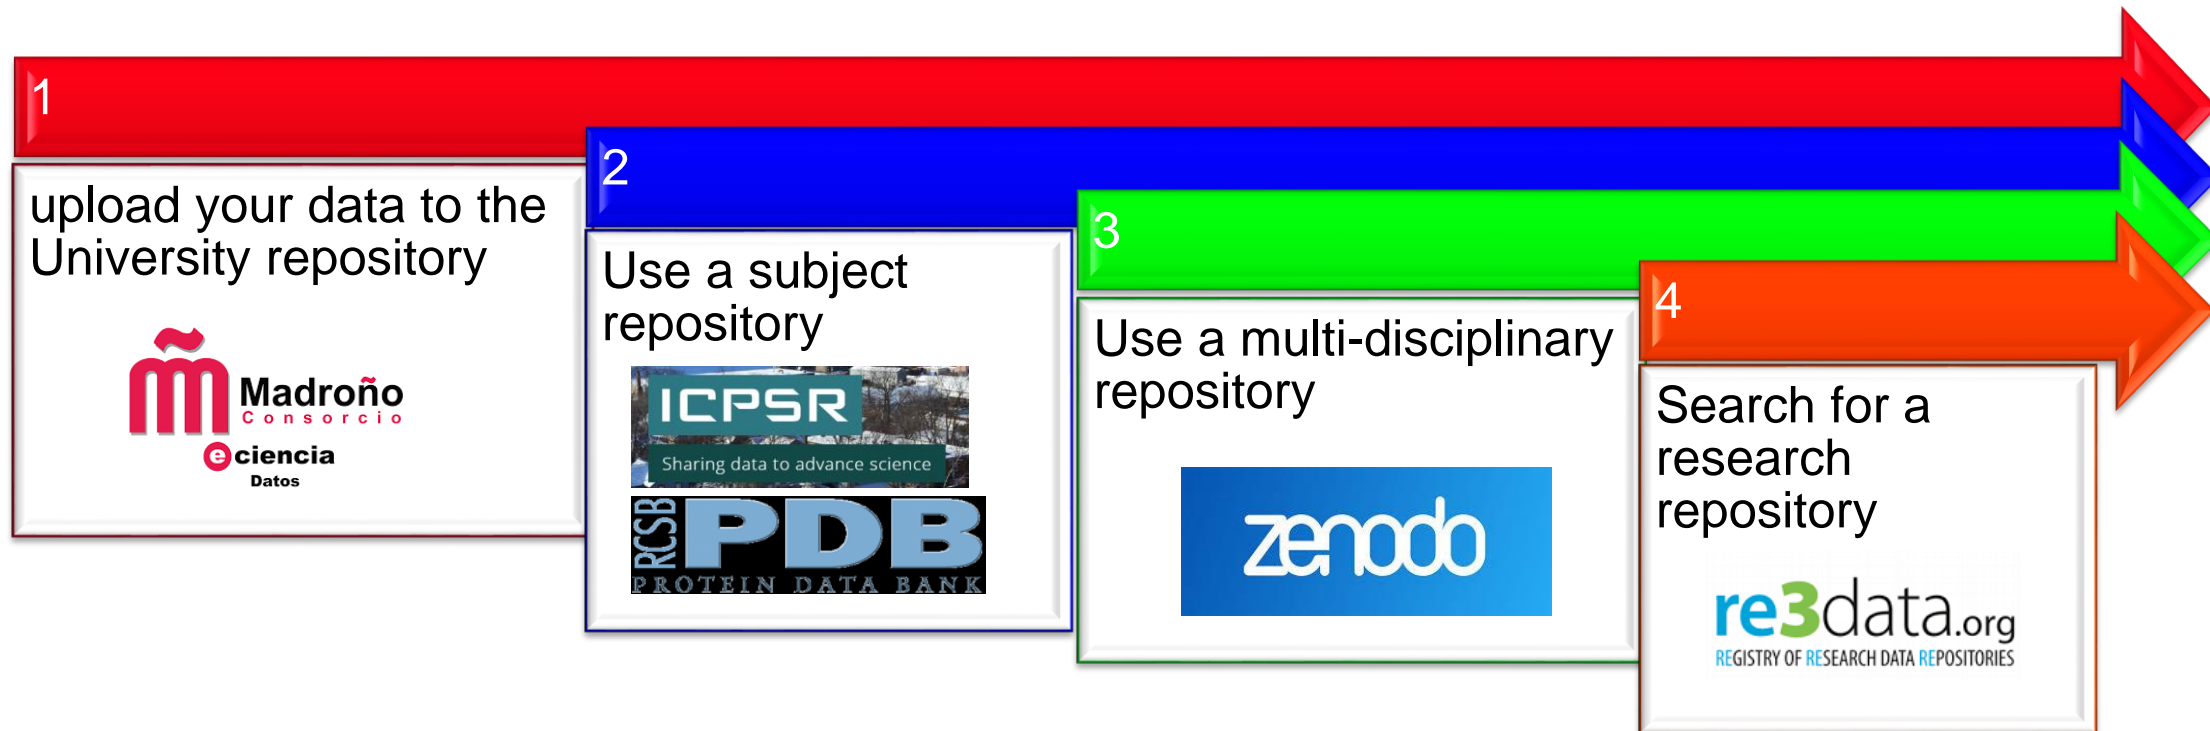 1
upload your data to the
University repository
m̃
Madroño
Consorcio
e ciencia
Datos
2
Use a subject
repository
ICPSR
Sharing data to advance science
RCSB
PDB
PROTEIN DATA BANK
3
Use a multi-disciplinary
repository
zenodo
4
Search for a
research
repository
re3data.org
REGISTRY OF RESEARCH DATA REPOSITORIES